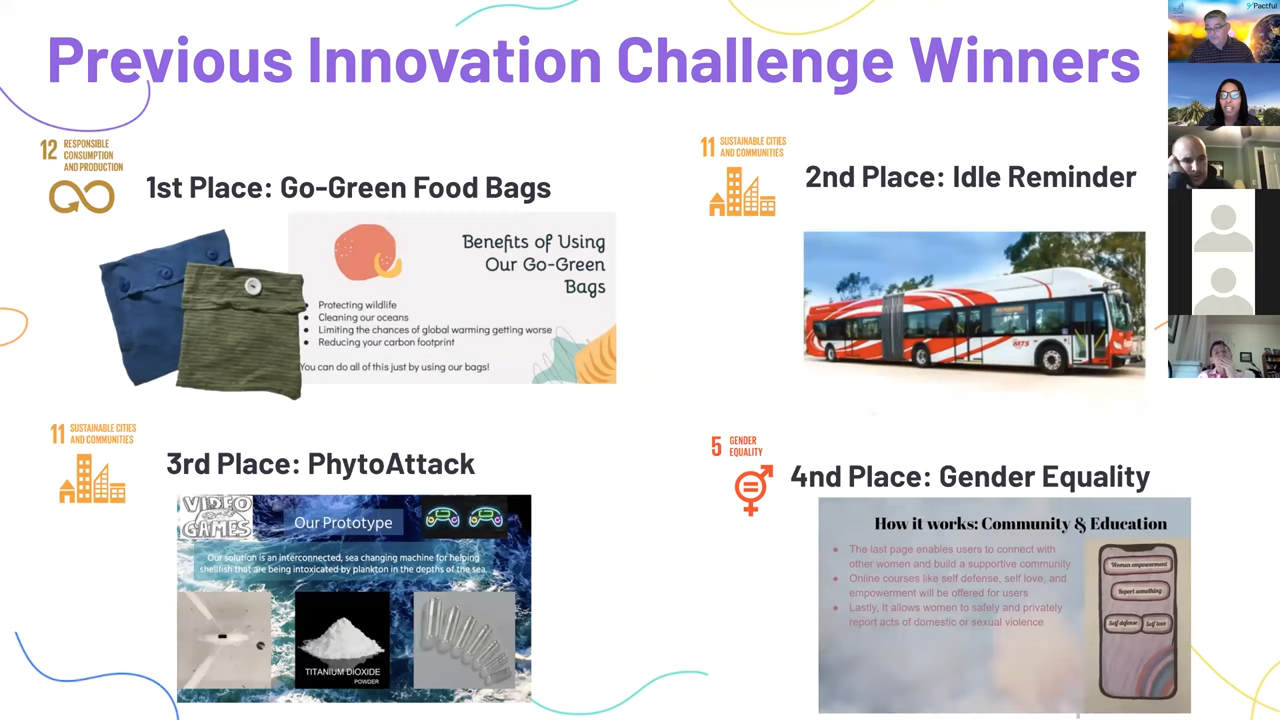 Previous Innovation Challenge Winners
Pactful
12 RESPONSIBLE
CONSUMPTION
AND PRODUCTION
1st Place: Go-Green Food Bags
Benefits of Using
Our Go-Green
Bags
• Protecting wildlife
• Cleaning our oceans
• Limiting the chances of global warming getting worse
• Reducing your carbon footprint
You can do all of this just by using our bags!
11 SUSTAINABLE CITIES
AND COMMUNITIES
2nd Place: Idle Reminder
MTS
11 SUSTAINABLE CITIES
AND COMMUNITIES
3rd Place: PhytoAttack
VIDEO
GAMES
Our Prototype
Our solution is an interconnected, sea changing machine for helping
shellfish that are being intoxicated by plankton in the depths of the sea.
TITANIUM DIOXIDE
POWDER
5 GENDER
EQUALITY
4nd Place: Gender Equality
How it works: Community & Education
• The last page enables users to connect with
other women and build a supportive community
• Online courses like self defense, self love, and
empowerment will be offered for users
• Lastly, It allows women to safely and privately
report acts of domestic or sexual violence
Women empowerment
Report something
Self defense
Self love